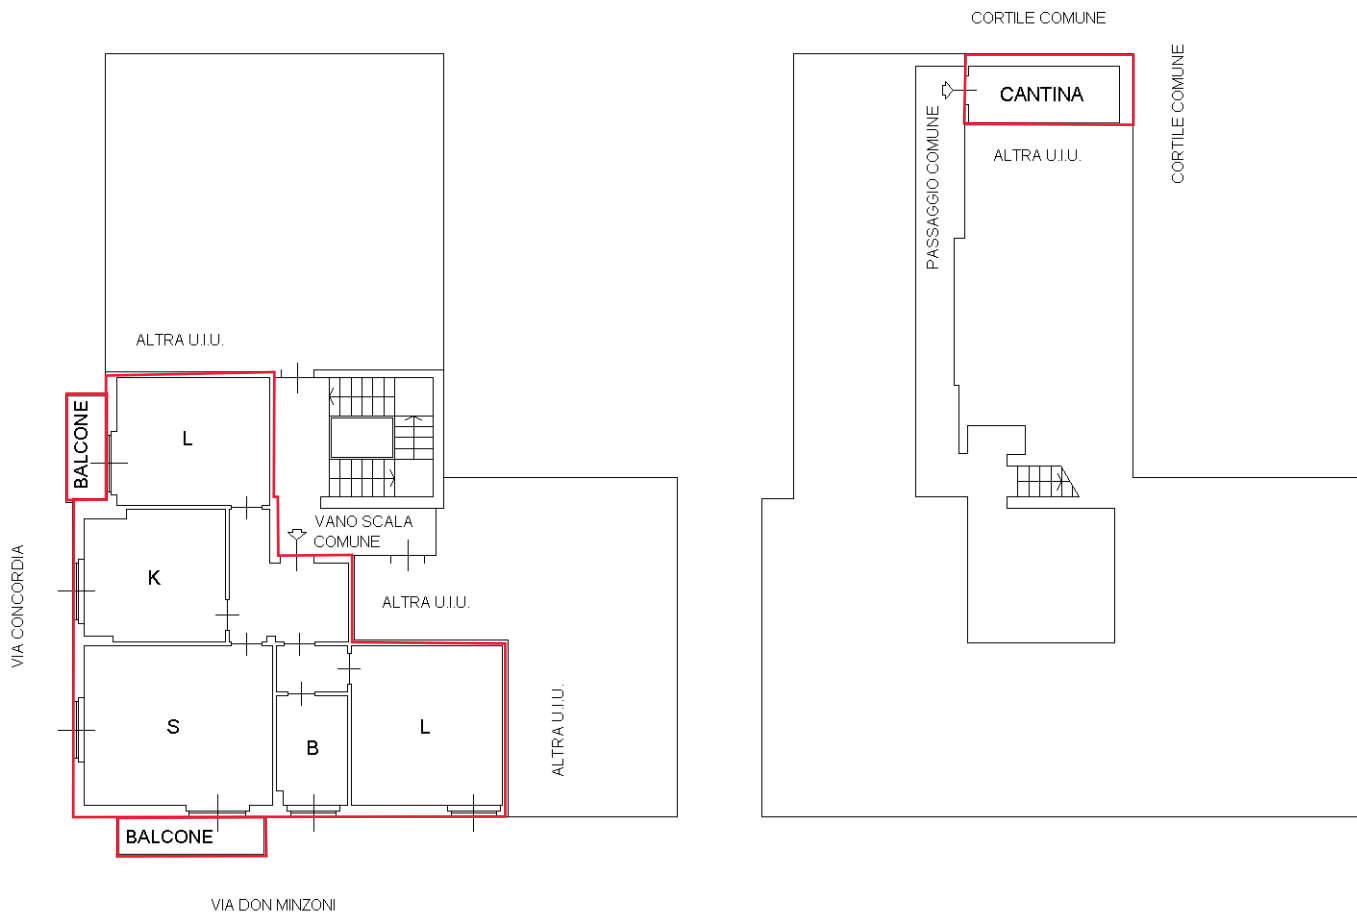 CORTILE COMUNE
CORTILE COMUNE
CANTINA
PASSAGGIO COMUNE
ALTRA U.I.U.
ALTRA U.I.U.
BALCONE
L
VANO SCALA
COMUNE
VIA CONCORDIA
K
ALTRA U.I.U.
S
B
L
ALTRA U.I.U.
BALCONE
VIA DON MINZONI